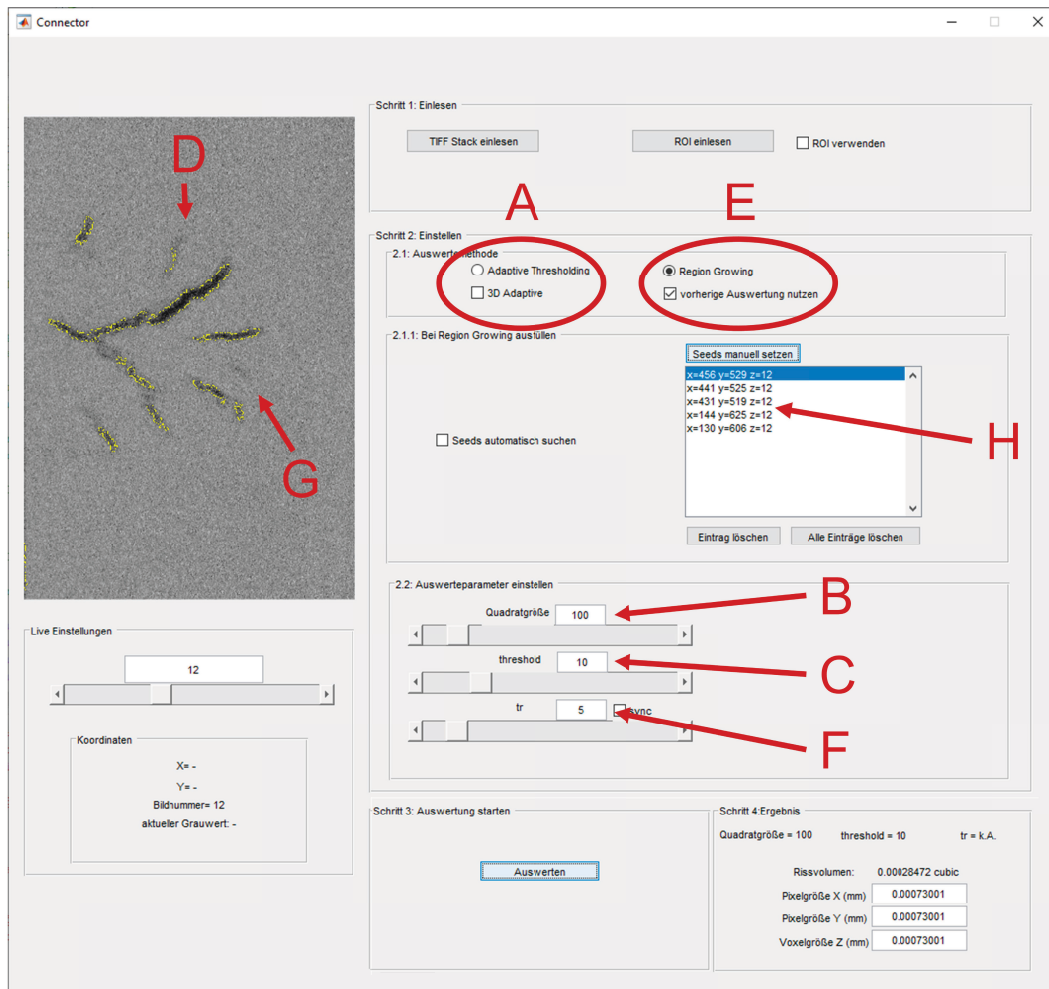 Connector
Schritt 1: Einlesen
TIFF Stack einlesen
ROI einlesen
ROI verwenden
D
A
E
Schritt 2: Einstellen
2.1: Auswertemethode
Adaptive Thresholding
Region Growing
3D Adaptive
vorherige Auswertung nutzen
2.1.1: Bei Region Growing ausfüllen
Seeds manuell setzen
x=456 y=529 z=12
x=441 y=525 z=12
x=431 y=519 z=12
x=144 y=625 z=12
x=130 y=606 z=12
Seeds automatisch suchen
H
G
Eintrag löschen
Alle Einträge löschen
2.2: Auswerteparameter einstellen
Quadratgröße
100
B
threshod
10
C
tr
5
sync
F
Live Einstellungen
12
Koordinaten
X= -
Y= -
Bildnummer= 12
aktueller Grauwert: -
Schritt 3: Auswertung starten
Auswerten
Schritt 4:Ergebnis
Quadratgröße = 100
threshold = 10
tr = k.A.
Rissvolumen:
0.00028472 cubic
Pixelgröße X (mm)
0.00073001
Pixelgröße Y (mm)
0.00073001
Voxelgröße Z (mm)
0.00073001